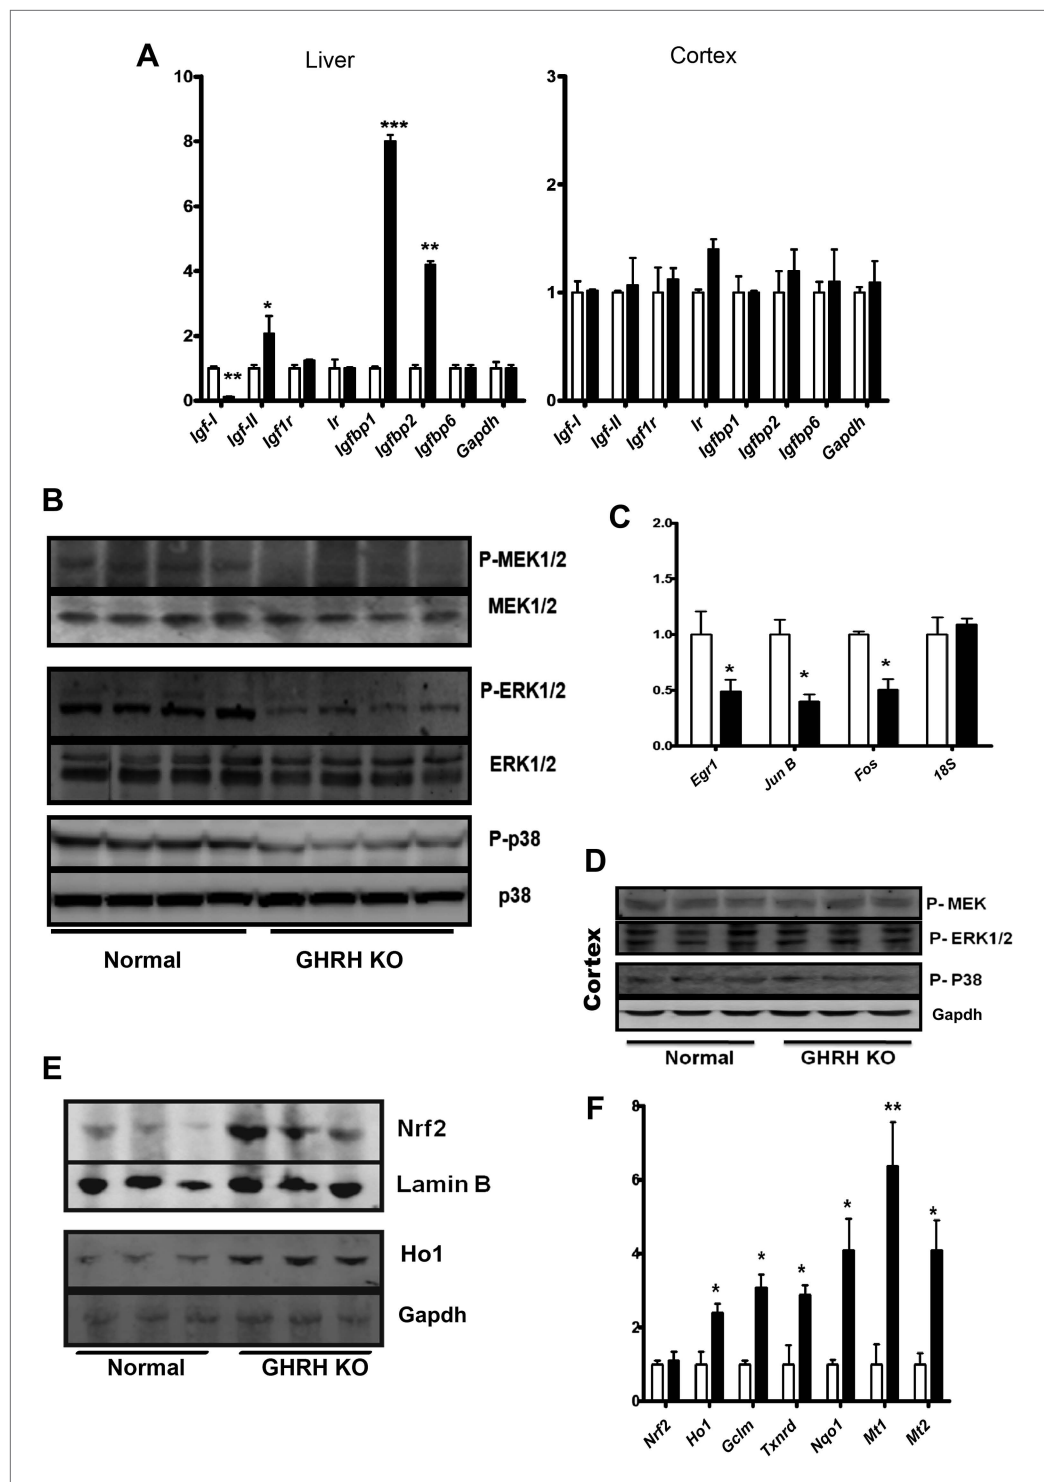 A
Liver
Cortex
10
8
6
4
2
0
***
**
*
**
Igf-I
Igf-II
Igf1r
Ir
Igfbp1
Igfbp2
Igfbp6
Gapdh
3
2
1
0
Igf-I
Igf-II
Igf1r
Ir
Igfbp1
Igfbp2
Igfbp6
Gapdh
B
P-MEK1/2
MEK1/2
P-ERK1/2
ERK1/2
P-p38
p38
Normal
GHRH KO
C
2.0
1.5
1.0
0.5
0.0
*
*
*
Egr1
Jun B
Fos
18S
D
Cortex
P- MEK
P- ERK1/2
P- P38
Gapdh
Normal
GHRH KO
E
Nrf2
Lamin B
Ho1
Gapdh
Normal
GHRH KO
F
8
6
4
2
0
*
*
*
*
**
*
Nrf2
Ho1
Gclm
Txnrd
Nqo1
Mt1
Mt2